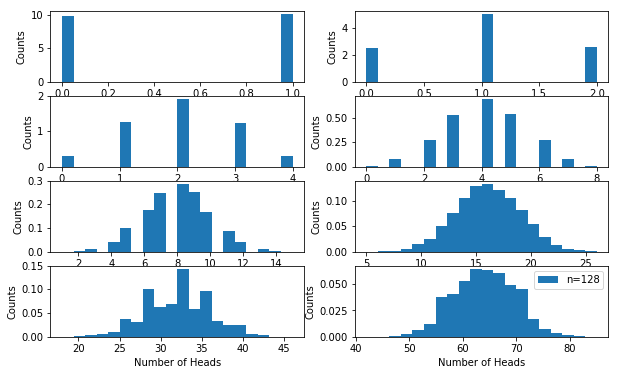 Counts
10
5
0
0.0 0.2 0.4 0.6 0.8 1.0
Counts
4
2
0
0.0 0.5 1.0 1.5 2.0
Counts
2
1
0
0 1 2 3 4
Counts
0.50
0.25
0.00
0 2 4 6 8
Counts
0.3
0.2
0.1
0.0
2 4 6 8 10 12 14
Counts
0.10
0.05
0.00
5 10 15 20 25
Counts
0.15
0.10
0.05
0.00
20 25 30 35 40 45
Number of Heads
Counts
0.050
0.025
0.000
n=128
40 50 60 70 80
Number of Heads